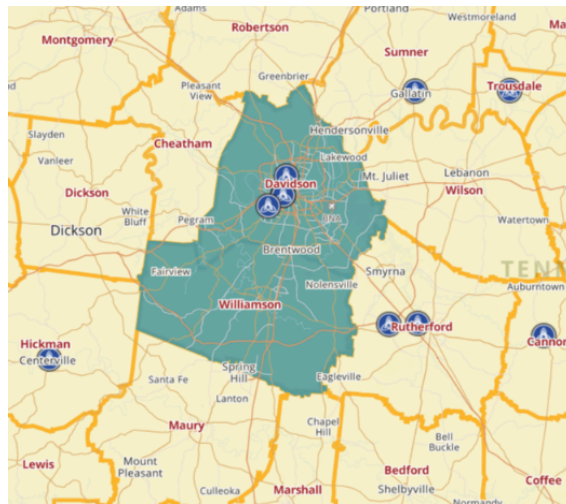 Adams
Portland
Westmoreland
Montgomery
Robertson
Ma
Sumner
Greenbrier
Pleasant
View
Gallatin
Trousdale
Slayden
Hendersonville
Cheatham
Vanleer
Lakewood
Lebanon
Dickson
Davidson
Mt. Juliet
Wilson
White
Bluff
Pegram
BNA
Watertown
Dickson
Brentwood
Fairview
Smyrna
TEN
Nolensville
Auburntown
Williamson
Rutherford
Hickman
Cannon
Centerville
Spring
Hill
Santa Fe
Eagleville
Lanton
Maury
Chapel
Hill
Bell
Buckle
Lewis
Mount
Pleasant
Bedford
Coffee
Culleoka
Marshall
Shelbyville
Normandy